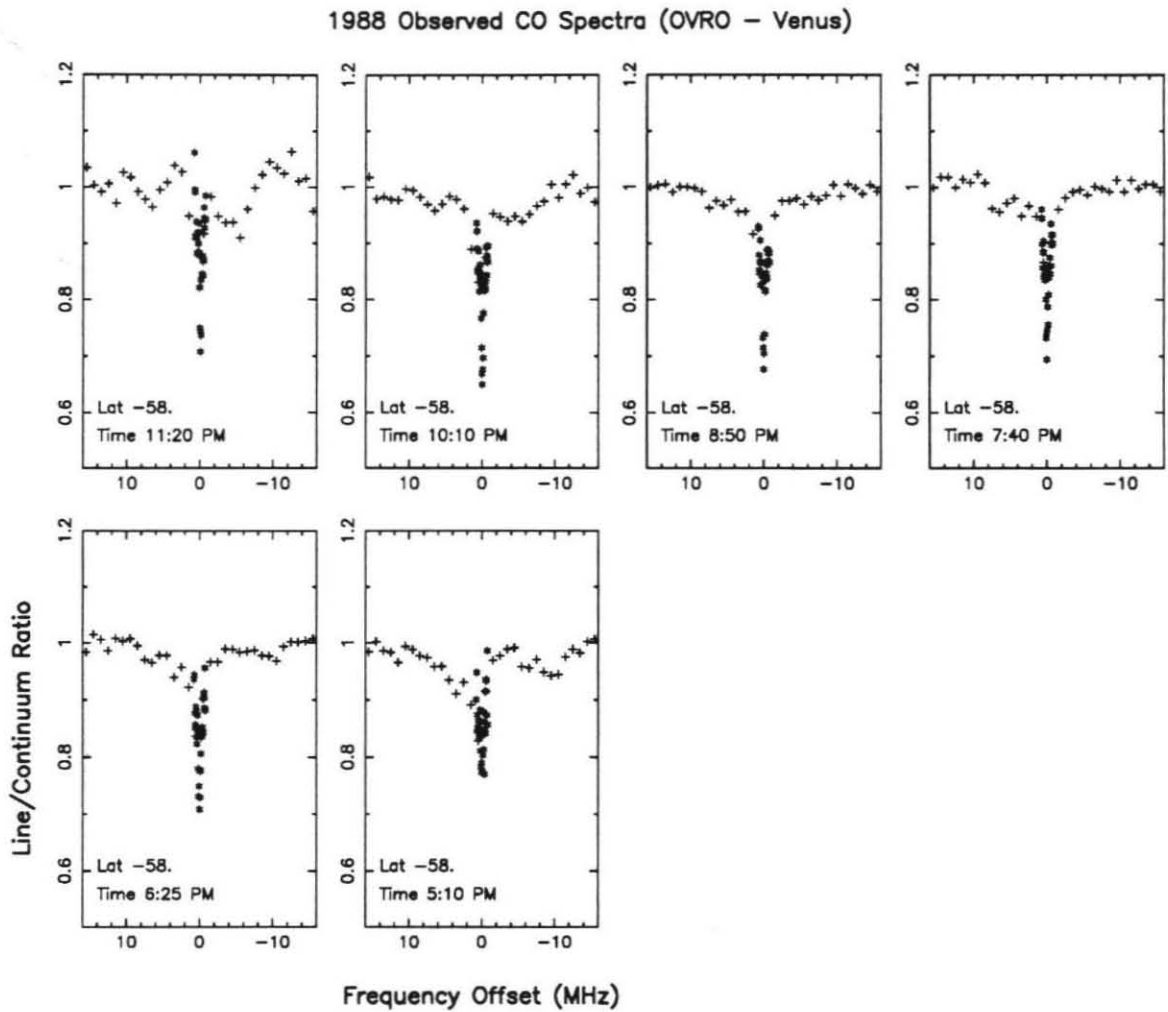 1988 Observed CO Spectra (OVRO - Venus)
1.2
1
0.8
0.6
Lat -58.
Time 11:20 PM
10 0 -10
1.2
1
0.8
0.6
Lat -58.
Time 10:10 PM
10 0 -10
1.2
1
0.8
0.6
Lat -58.
Time 8:50 PM
10 0 -10
1.2
1
0.8
0.6
Lat -58.
Time 7:40 PM
10 0 -10
Line/Continuum Ratio
1.2
1
0.8
0.6
Lat -58.
Time 6:25 PM
10 0 -10
1.2
1
0.8
0.6
Lat -58.
Time 5:10 PM
10 0 -10
Frequency Offset (MHz)